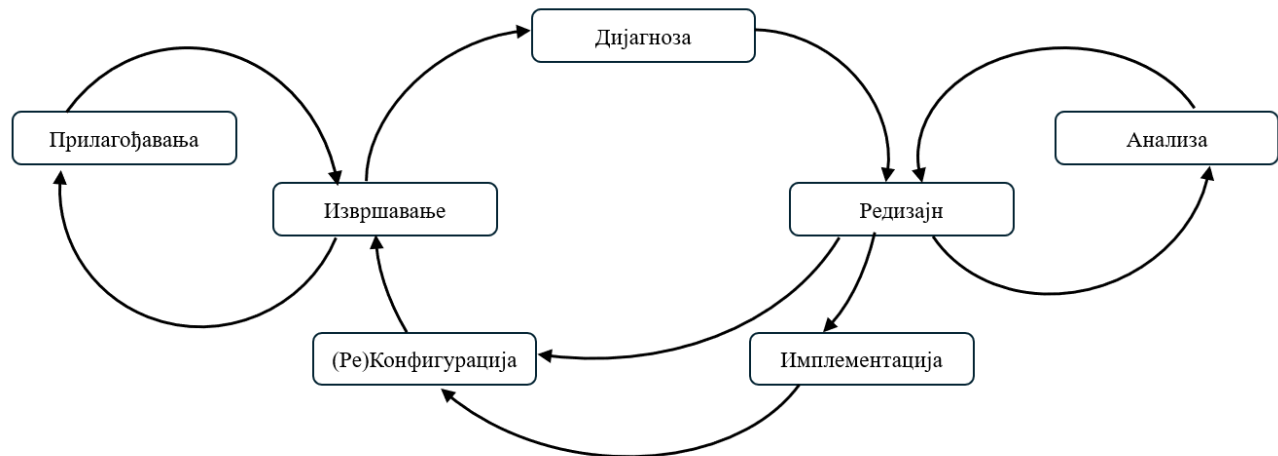 Дијагноза
Прилагођавања
Анализа
Извршавање
Редизајн
(Ре)Конфигурација
Имплементација